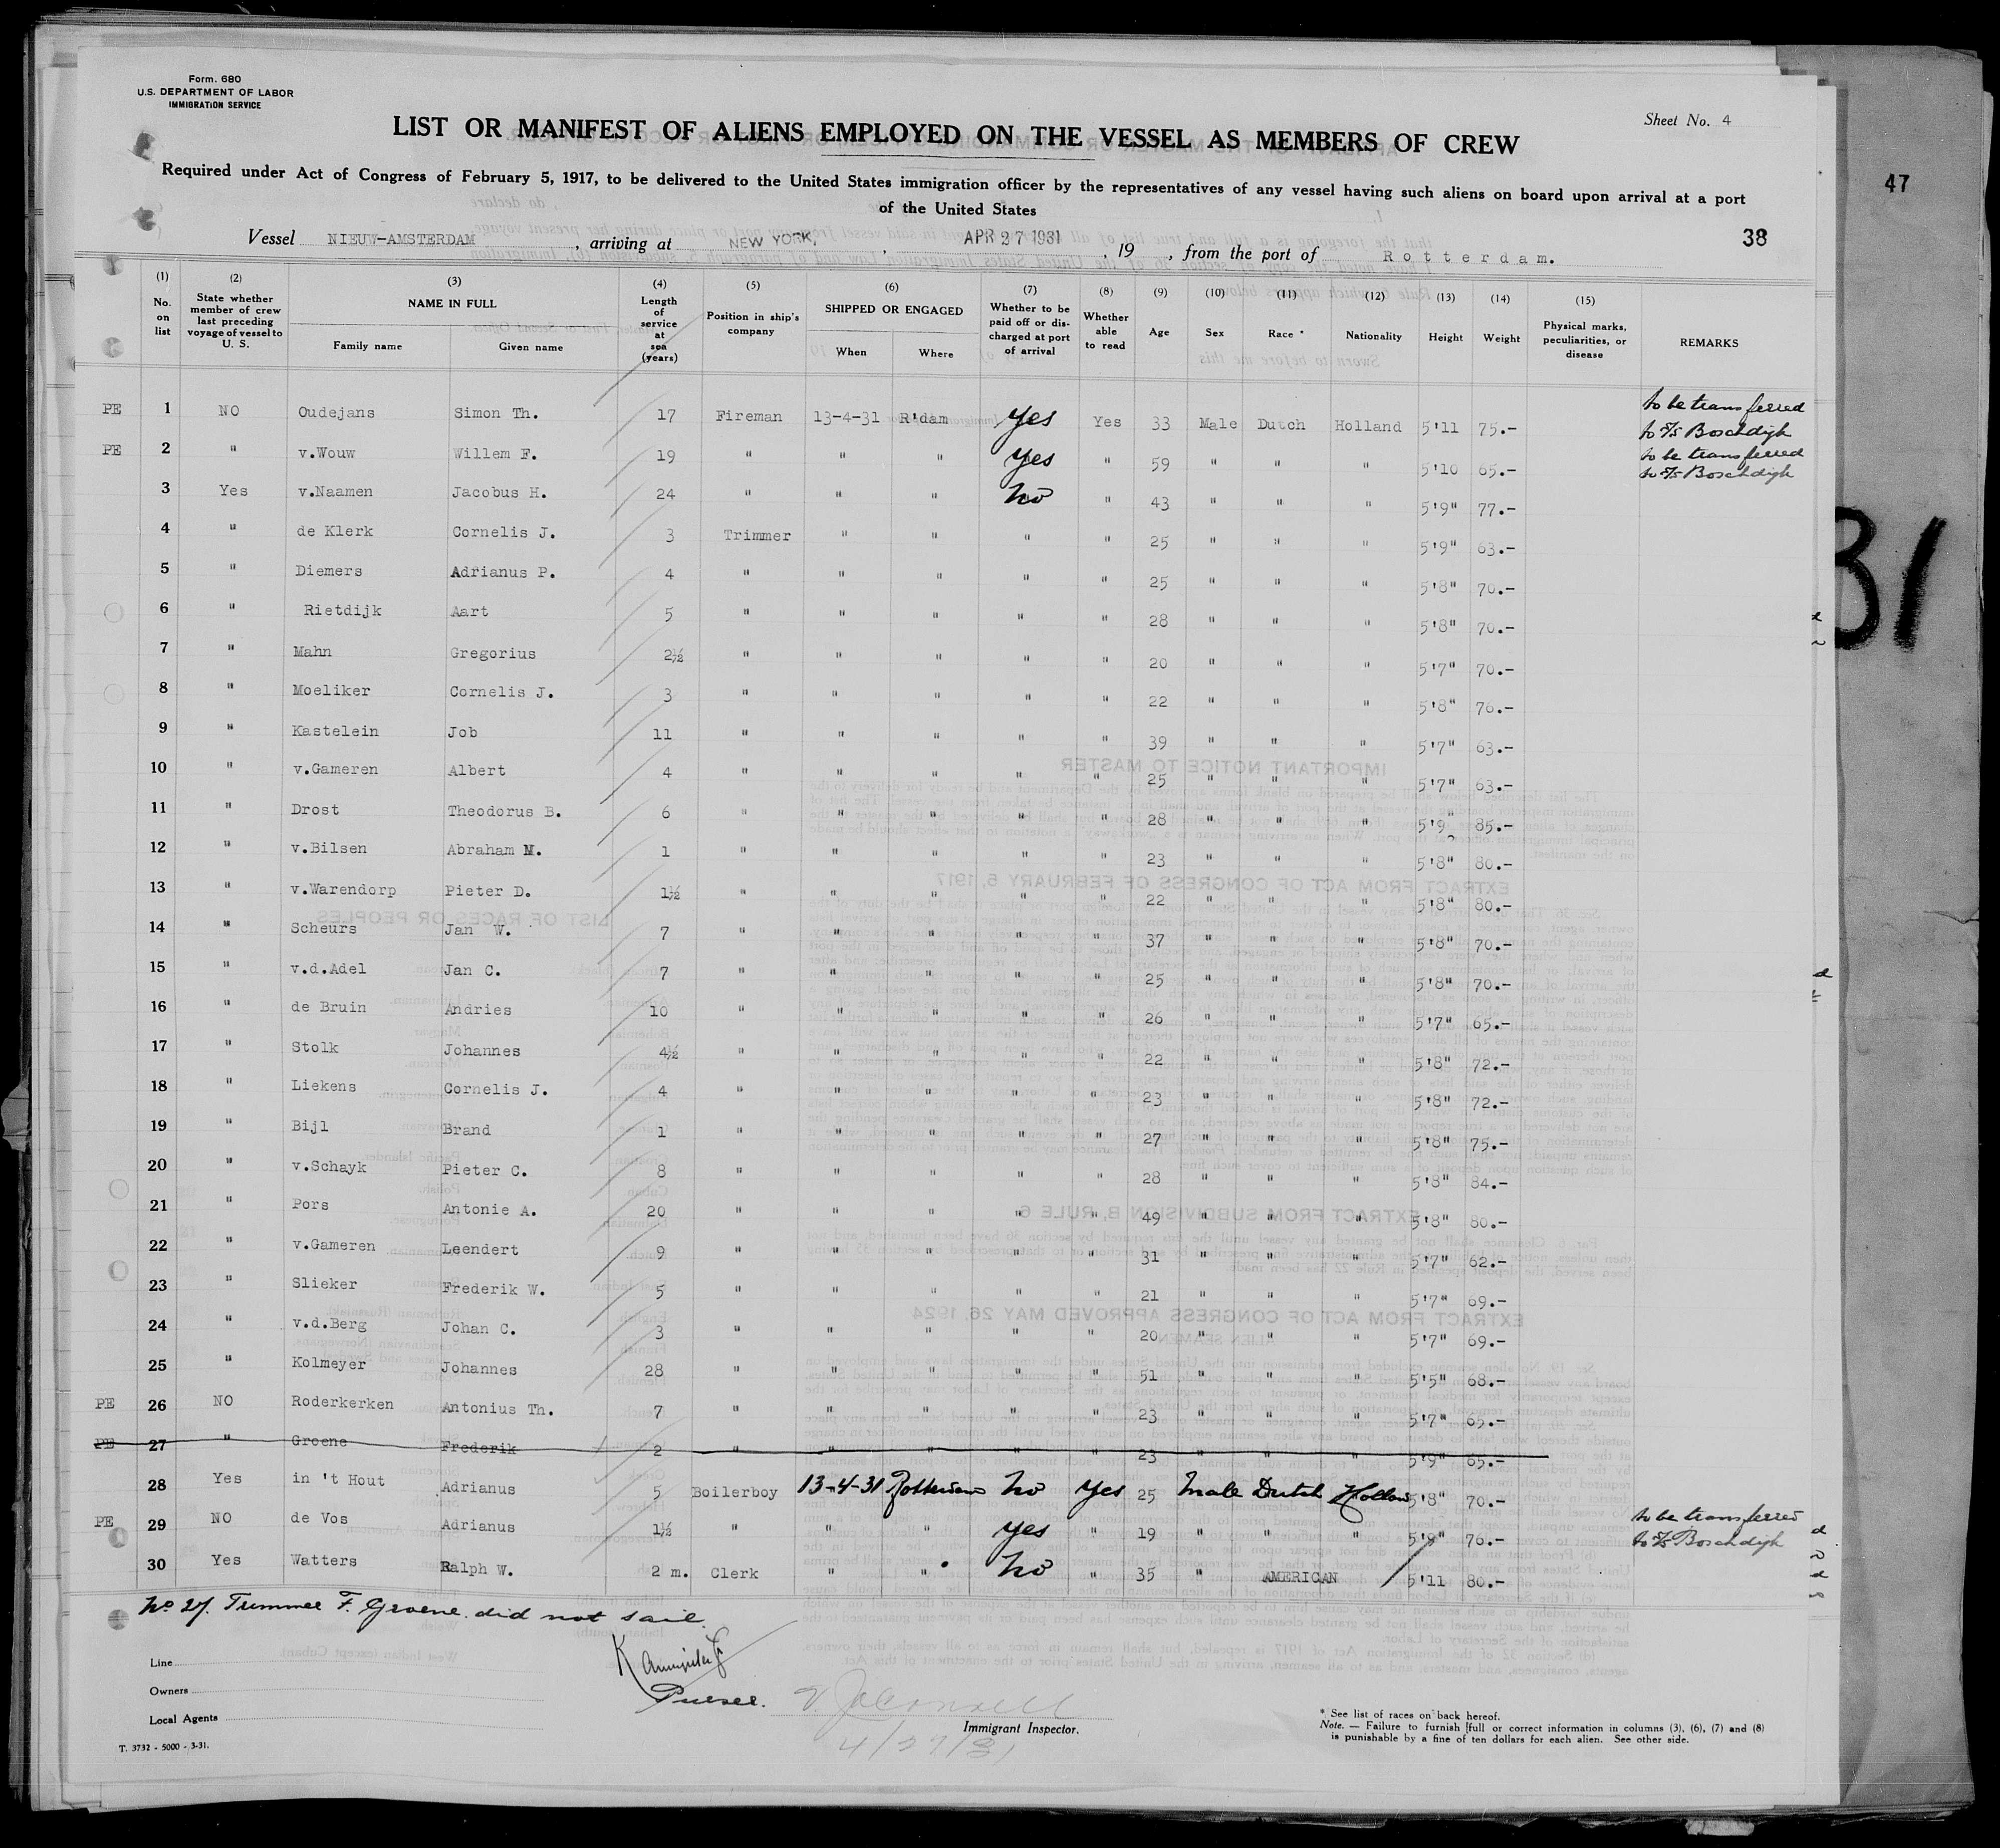 Form. 680
U.S. DEPARTMENT OF LABOR
IMMIGRATION SERVICE
Sheet No. 4
LIST OR MANIFEST OF ALIENS EMPLOYED ON THE VESSEL AS MEMBERS OF CREW
47
Required under Act of Congress of February 5, 1917, to be delivered to the United States immigration officer by the representatives of any vessel having such aliens on board upon arrival at a port
of the United States
Vessel NIEUW-AMSTERDAM, arriving at NEW YORK, , APR 27 1931, 19 , from the port of Rotterdam.
38
(1) No. on list (2) State whether member of crew last preceding voyage of vessel to U. S. (3) NAME IN FULL Family name Given name (4) Length of service at sea (years) (5) Position in ship's company (6) SHIPPED OR ENGAGED When Where (7) Whether to be paid off or discharged at port of arrival (8) Whether able to read (9) Age (10) Sex (11) Race * (12) Nationality (13) Height (14) Weight (15) Physical marks, peculiarities, or disease REMARKS
PE 1 NO Oudejans Simon Th. 17 Fireman 13-4-31 R'dam Yes Yes 33 Male Dutch Holland 5'11 75.- to be transferred to s/s Boschdijk
PE 2 " v.Wouw Willem F. 19 " " " Yes " 59 " " " 5'10 65.- to be transferred to s/s Boschdijk
3 Yes v.Naamen Jacobus H. 24 " " " No " 43 " " " 5'9" 77.-
4 " de Klerk Cornelis J. 3 Trimmer " " " " 25 " " " 5'9" 63.-
5 " Diemers Adrianus P. 4 " " " " " 25 " " " 5'8" 70.-
6 " Rietdijk Aart 5 " " " " " 28 " " " 5'8" 70.-
7 " Mahn Gregorius 2½ " " " " " 20 " " " 5'7" 70.-
8 " Moeliker Cornelis J. 3 " " " " " 22 " " " 5'8" 76.-
9 " Kastelein Job 11 " " " " " 39 " " " 5'7" 63.-
10 " v.Gameren Albert 4 " " " " " 25 " " " 5'7" 63.-
11 " Drost Theodorus B. 6 " " " " " 28 " " " 5'9" 85.-
12 " v.Bilsen Abraham M. 1 " " " " " 23 " " " 5'8" 80.-
13 " v.Warendorp Pieter D. 1½ " " " " " 22 " " " 5'8" 80.-
14 " Scheurs Jan W. 7 " " " " " 37 " " " 5'8" 70.-
15 " v.d.Adel Jan C. 7 " " " " " 25 " " " 5'8" 70.-
16 " de Bruin Andries 10 " " " " " 26 " " " 5'7" 65.-
17 " Stolk Johannes 4½ " " " " " 22 " " " 5'8" 72.-
18 " Liekens Cornelis J. 4 " " " " " 23 " " " 5'8" 72.-
19 " Bijl Brand 1 " " " " " 27 " " " 5'8" 75.-
20 " v.Schayk Pieter C. 8 " " " " " 28 " " " 5'8" 84.-
21 " Pors Antonie A. 20 " " " " " 49 " " " 5'8" 80.-
22 " v.Gameren Leendert 9 " " " " " 31 " " " 5'7" 62.-
23 " Slieker Frederik W. 5 " " " " " 21 " " " 5'7" 69.-
24 " v.d.Berg Johan C. 3 " " " " " 20 " " " 5'7" 69.-
25 " Kolmeyer Johannes 28 " " " " " 51 " " " 5'5" 68.-
PE 26 NO Roderkerken Antonius Th. 7 " " " " " 23 " " " 5'7" 65.-
PE 27 " Groene Frederik 2 " " " " " 23 " " " 5'9" 65.-
28 Yes in 't Hout Adrianus 5 Boilerboy 13-4-31 Rotterdam No Yes 25 Male Dutch Holland 5'8" 70.-
PE 29 NO de Vos Adrianus 1½ " " " Yes " 19 " " " 5'8" 76.- to be transferred to s/s Boschdijk
30 Yes Watters Ralph W. 2 m. Clerk " " No " 35 " AMERICAN 5'11 80.-
No 27. Trimmer F. Groene did not sail.
Line
Owners
Local Agents
Purser.
Immigrant Inspector.
4/27/31
T. 3732 - 5000 - 3-31.
* See list of races on back hereof.
Note. — Failure to furnish full or correct information in columns (3), (6), (7) and (8)
is punishable by a fine of ten dollars for each alien. See other side.
31